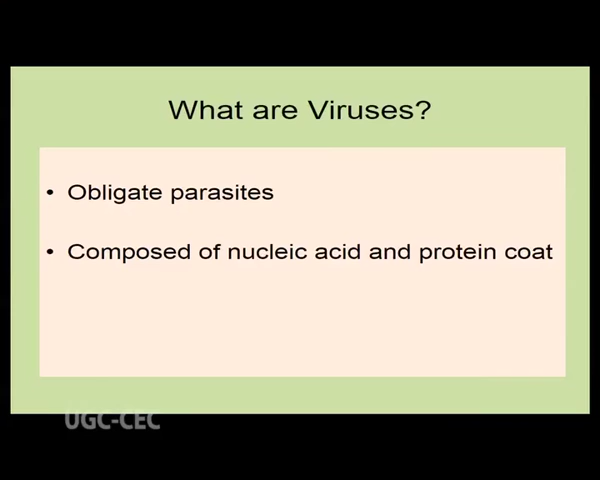 What are Viruses?
• Obligate parasites
• Composed of nucleic acid and protein coat
UGC-CEC